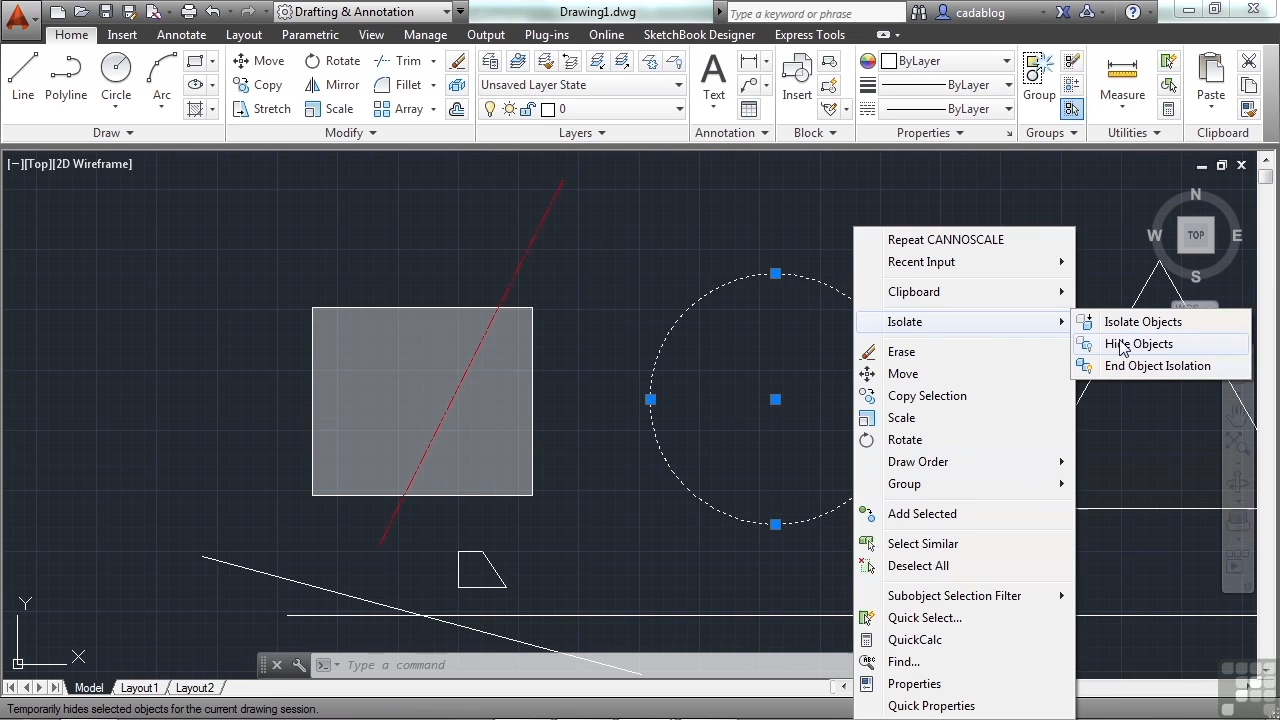 Drafting & Annotation
Drawing1.dwg
Type a keyword or phrase
cadablog
Home Insert Annotate Layout Parametric View Manage Output Plug-ins Online SketchBook Designer Express Tools
Line Polyline Circle Arc
Move Rotate Trim
Copy Mirror Fillet
Stretch Scale Array
Unsaved Layer State
0
Text
Insert
ByLayer
ByLayer
ByLayer
Group
Measure
Paste
Draw Modify Layers Annotation Block Properties Groups Utilities Clipboard
[−][Top][2D Wireframe]
N
W TOP E
S
Repeat CANNOSCALE
Recent Input
Clipboard
Isolate
Isolate Objects
Hide Objects
End Object Isolation
Erase
Move
Copy Selection
Scale
Rotate
Draw Order
Group
Add Selected
Select Similar
Deselect All
Subobject Selection Filter
Quick Select...
QuickCalc
Find...
Properties
Quick Properties
Y
X
Type a command
Model Layout1 Layout2
Temporarily hides selected objects for the current drawing session.